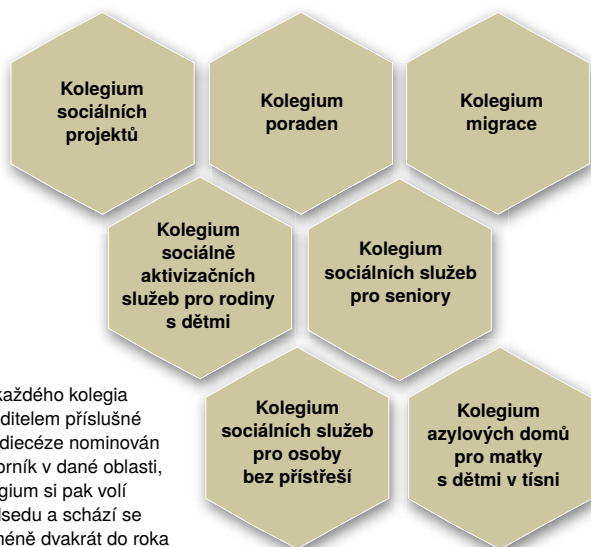 Kolegium
sociálních
projektů
Kolegium
poraden
Kolegium
migrace
Kolegium
sociálně
aktivizačních
služeb pro rodiny
s dětmi
Kolegium
sociálních služeb
pro seniory
každého kolegia
ditelem příslušné
diecéze nominován
orník v dané oblasti,
gium si pak volí
dsedu a schází se
méně dvakrát do roka
Kolegium
sociálních služeb
pro osoby
bez přístřeší
Kolegium
azylových domů
pro matky
s dětmi v tísni